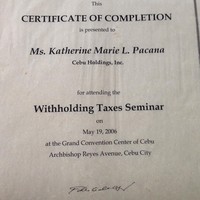 This
CERTIFICATE OF COMPLETION
is presented to
Ms. Katherine Marie L. Pacana
Cebu Holdings, Inc.
for attending the
Withholding Taxes Seminar
on
May 19, 2006
at the Grand Convention Center of Cebu
Archbishop Reyes Avenue, Cebu City